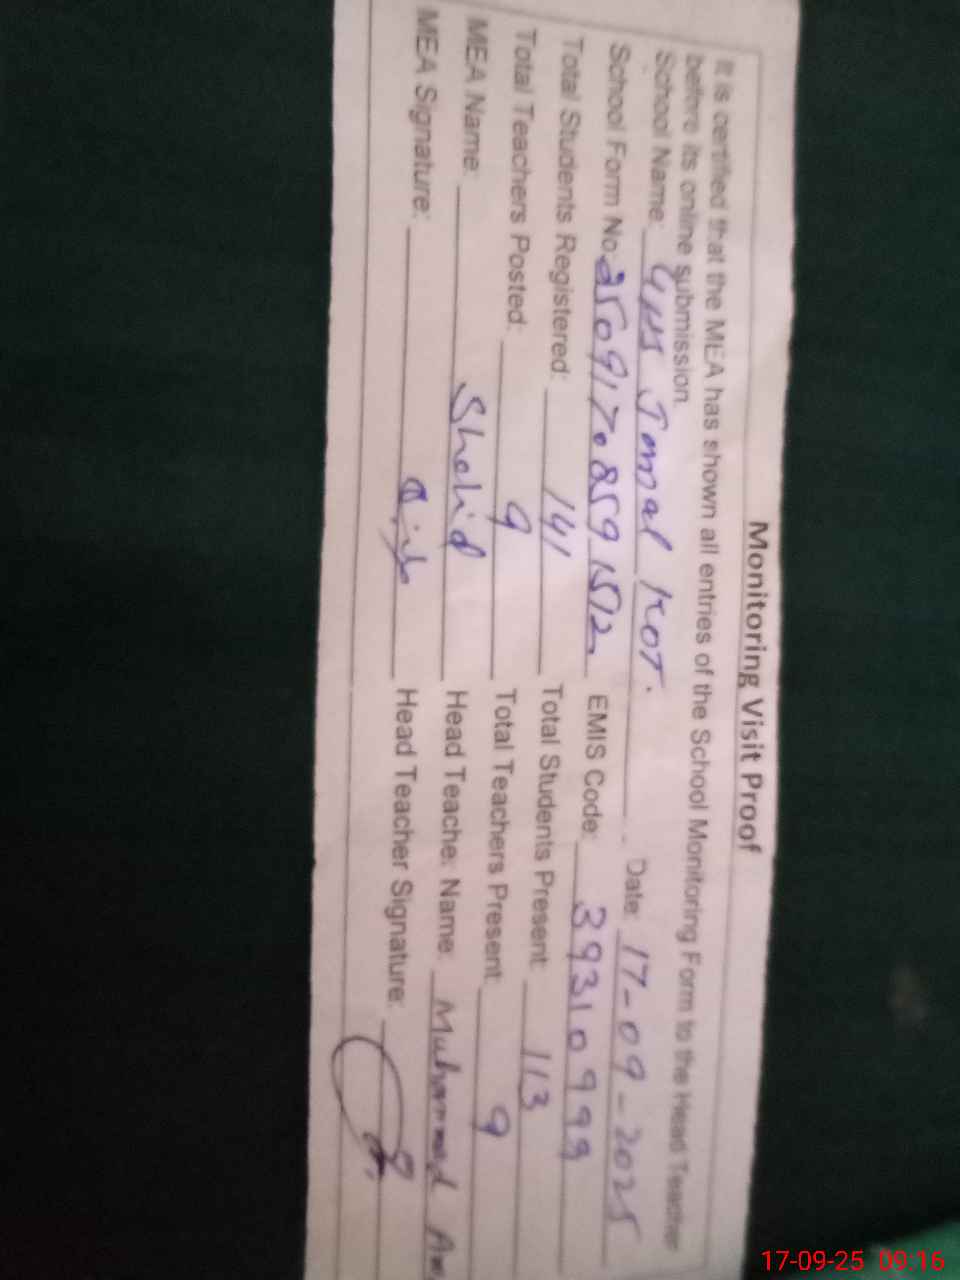 Monitoring Visit Proof
It is certified that the MEA has shown all entries of the School Monitoring Form to the Head Teacher
before its online submission.
School Name: GHS Jamal Kot. Date: 17-09-2025
School Form No. 25091708591512 EMIS Code: 39310999
Total Students Registered: 141 Total Students Present: 113
Total Teachers Posted: 9 Total Teachers Present: 9
MEA Name: Shahid Head Teacher Name: Muhammad
MEA Signature: Head Teacher Signature:
17-09-25 09:16